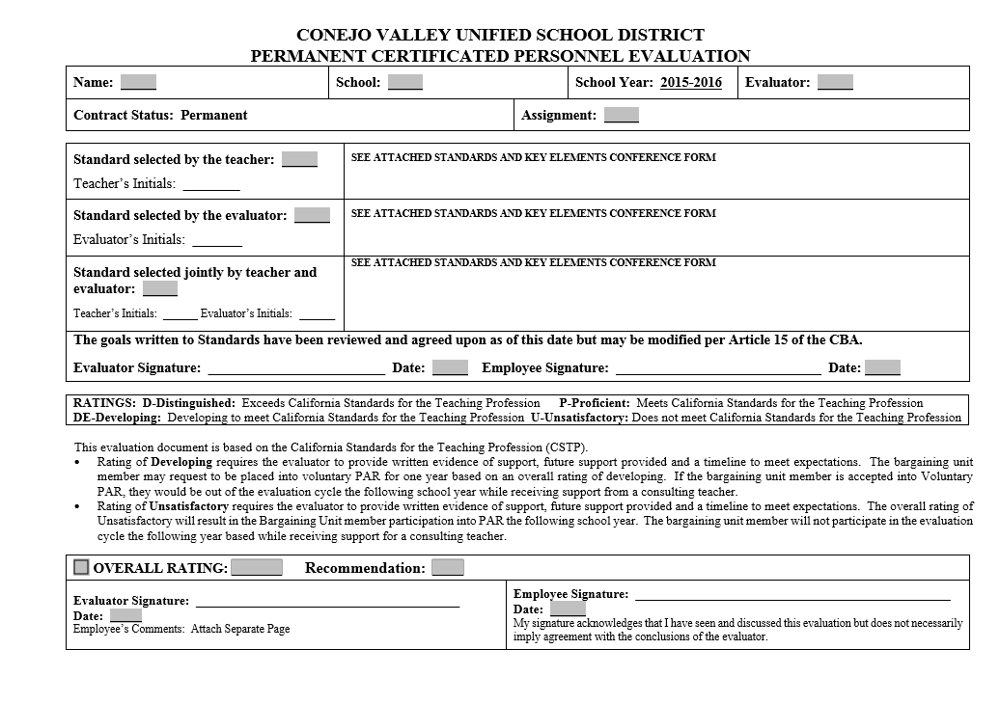 CONEJO VALLEY UNIFIED SCHOOL DISTRICT
PERMANENT CERTIFICATED PERSONNEL EVALUATION
Name: School: School Year: 2015-2016 Evaluator:
Contract Status: Permanent Assignment:
Standard selected by the teacher:
Teacher's Initials: ________
SEE ATTACHED STANDARDS AND KEY ELEMENTS CONFERENCE FORM
Standard selected by the evaluator:
Evaluator's Initials: _______
SEE ATTACHED STANDARDS AND KEY ELEMENTS CONFERENCE FORM
Standard selected jointly by teacher and
evaluator:
Teacher's Initials: ______ Evaluator's Initials: ______
SEE ATTACHED STANDARDS AND KEY ELEMENTS CONFERENCE FORM
The goals written to Standards have been reviewed and agreed upon as of this date but may be modified per Article 15 of the CBA.
Evaluator Signature: _________________________ Date: Employee Signature: _____________________________ Date:
RATINGS: D-Distinguished: Exceeds California Standards for the Teaching Profession P-Proficient: Meets California Standards for the Teaching Profession
DE-Developing: Developing to meet California Standards for the Teaching Profession U-Unsatisfactory: Does not meet California Standards for the Teaching Profession
This evaluation document is based on the California Standards for the Teaching Profession (CSTP).
• Rating of Developing requires the evaluator to provide written evidence of support, future support provided and a timeline to meet expectations. The bargaining unit
member may request to be placed into voluntary PAR for one year based on an overall rating of developing. If the bargaining unit member is accepted into Voluntary
PAR, they would be out of the evaluation cycle the following school year while receiving support from a consulting teacher.
• Rating of Unsatisfactory requires the evaluator to provide written evidence of support, future support provided and a timeline to meet expectations. The overall rating of
Unsatisfactory will result in the Bargaining Unit member participation into PAR the following school year. The bargaining unit member will not participate in the evaluation
cycle the following year based while receiving support for a consulting teacher.
OVERALL RATING: Recommendation:
Evaluator Signature: _____________________________________
Date:
Employee's Comments: Attach Separate Page
Employee Signature: _____________________________________________
Date:
My signature acknowledges that I have seen and discussed this evaluation but does not necessarily
imply agreement with the conclusions of the evaluator.